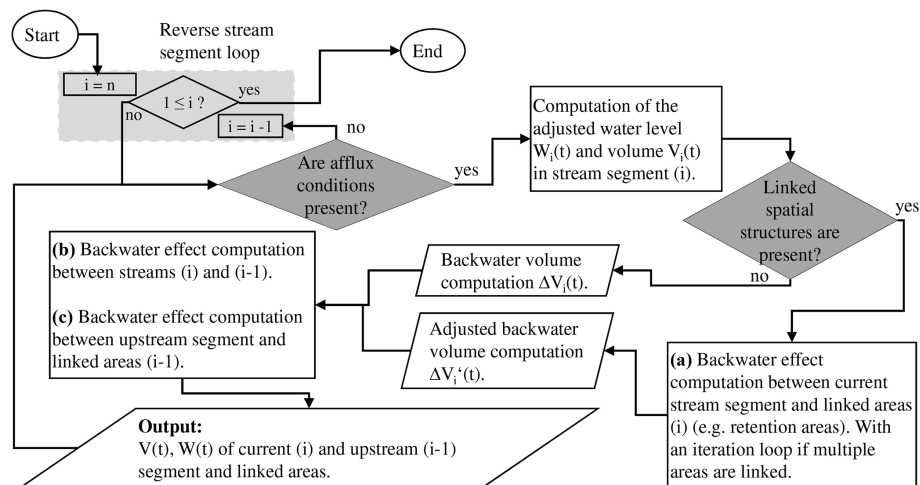 Start
Reverse stream
segment loop
End
i = n
1 ≤ i ?
yes
no
i = i -1
no
Are afflux
conditions
present?
yes
Computation of the
adjusted water level
Wi(t) and volume Vi(t)
in stream segment (i).
Linked
spatial
structures are
present?
yes
no
(b) Backwater effect computation
between streams (i) and (i-1).
(c) Backwater effect computation
between upstream segment and
linked areas (i-1).
Backwater volume
computation ΔVi(t).
Adjusted backwater
volume computation
ΔVi‘(t).
(a) Backwater effect
computation between current
stream segment and linked areas
(i) (e.g. retention areas). With
an iteration loop if multiple
areas are linked.
Output:
V(t), W(t) of current (i) and upstream (i-1)
segment and linked areas.